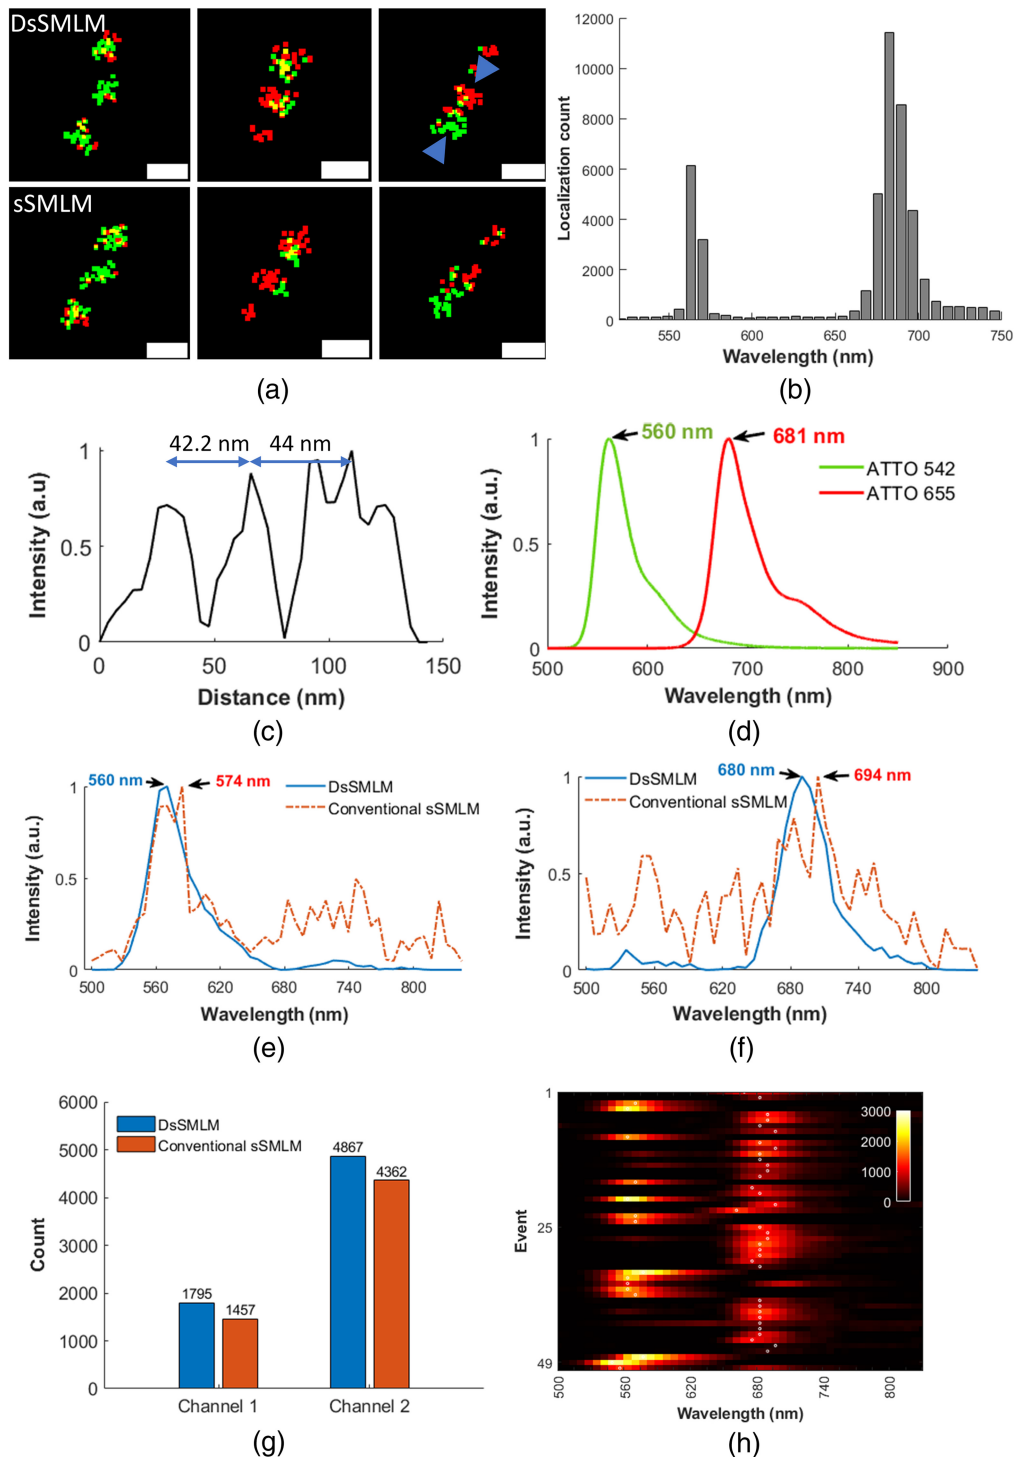 DsSMLM
sSMLM
(a)
12000
10000
8000
6000
4000
2000
0
Localization count
550
600
650
700
750
Wavelength (nm)
(b)
42.2 nm
44 nm
1
0.5
0
Intensity (a.u)
0
50
100
150
Distance (nm)
(c)
560 nm
681 nm
ATTO 542
ATTO 655
1
0.5
0
Intensity (a.u.)
500
600
700
800
900
Wavelength (nm)
(d)
560 nm
574 nm
DsSMLM
Conventional sSMLM
1
0.5
0
Intensity (a.u.)
500
560
620
680
740
800
Wavelength (nm)
(e)
680 nm
694 nm
DsSMLM
Conventional sSMLM
1
0.5
0
Intensity (a.u.)
500
560
620
680
740
800
Wavelength (nm)
(f)
6000
5000
4000
3000
2000
1000
0
Count
DsSMLM
Conventional sSMLM
1795
1457
4867
4362
Channel 1
Channel 2
(g)
1
25
49
Event
3000
2000
1000
0
500
560
620
680
740
800
Wavelength (nm)
(h)